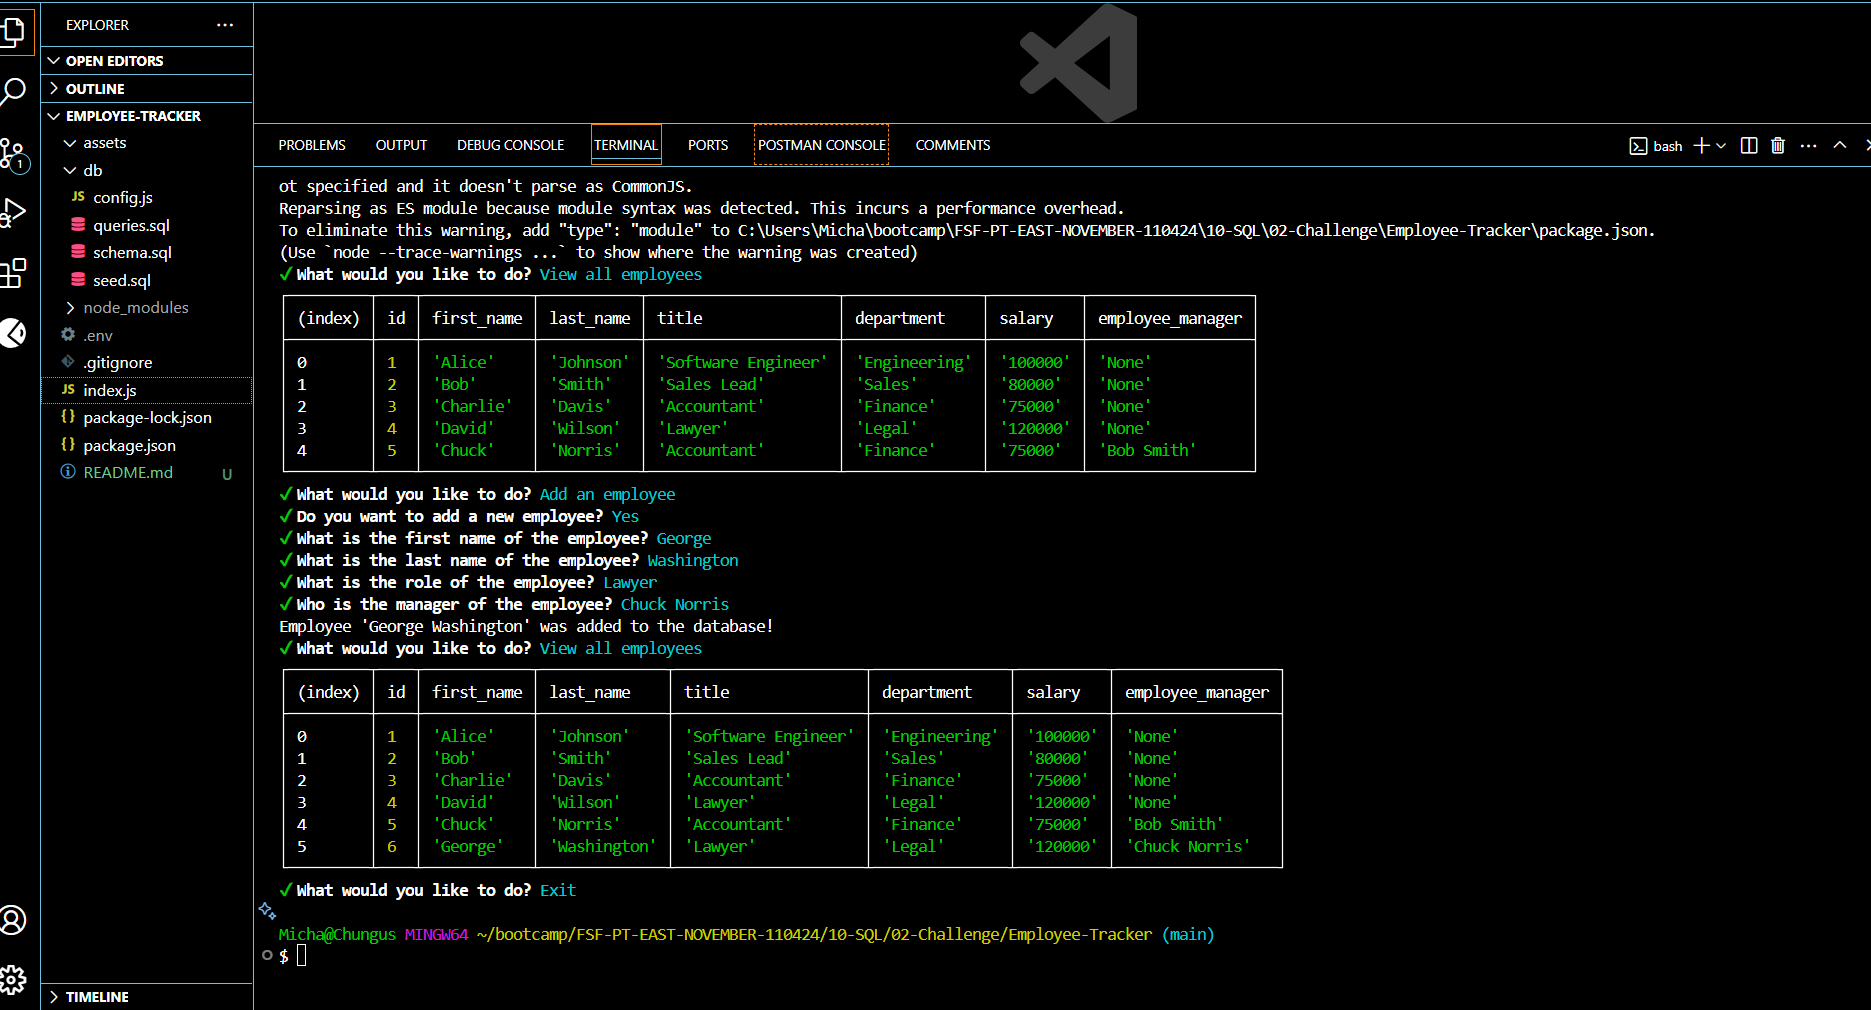 EXPLORER ...
OPEN EDITORS
OUTLINE
EMPLOYEE-TRACKER
assets
db
JS config.js
queries.sql
schema.sql
seed.sql
node_modules
.env
.gitignore
JS index.js
{} package-lock.json
{} package.json
README.md U
TIMELINE
1
PROBLEMS OUTPUT DEBUG CONSOLE TERMINAL PORTS POSTMAN CONSOLE COMMENTS bash
ot specified and it doesn't parse as CommonJS.
Reparsing as ES module because module syntax was detected. This incurs a performance overhead.
To eliminate this warning, add "type": "module" to C:\Users\Micha\bootcamp\FSF-PT-EAST-NOVEMBER-110424\10-SQL\02-Challenge\Employee-Tracker\package.json.
(Use `node --trace-warnings ...` to show where the warning was created)
✓ What would you like to do? View all employees
(index) id first_name last_name title department salary employee_manager
0 1 'Alice' 'Johnson' 'Software Engineer' 'Engineering' '100000' 'None'
1 2 'Bob' 'Smith' 'Sales Lead' 'Sales' '80000' 'None'
2 3 'Charlie' 'Davis' 'Accountant' 'Finance' '75000' 'None'
3 4 'David' 'Wilson' 'Lawyer' 'Legal' '120000' 'None'
4 5 'Chuck' 'Norris' 'Accountant' 'Finance' '75000' 'Bob Smith'
✓ What would you like to do? Add an employee
✓ Do you want to add a new employee? Yes
✓ What is the first name of the employee? George
✓ What is the last name of the employee? Washington
✓ What is the role of the employee? Lawyer
✓ Who is the manager of the employee? Chuck Norris
Employee 'George Washington' was added to the database!
✓ What would you like to do? View all employees
(index) id first_name last_name title department salary employee_manager
0 1 'Alice' 'Johnson' 'Software Engineer' 'Engineering' '100000' 'None'
1 2 'Bob' 'Smith' 'Sales Lead' 'Sales' '80000' 'None'
2 3 'Charlie' 'Davis' 'Accountant' 'Finance' '75000' 'None'
3 4 'David' 'Wilson' 'Lawyer' 'Legal' '120000' 'None'
4 5 'Chuck' 'Norris' 'Accountant' 'Finance' '75000' 'Bob Smith'
5 6 'George' 'Washington' 'Lawyer' 'Legal' '120000' 'Chuck Norris'
✓ What would you like to do? Exit
Micha@Chungus MINGW64 ~/bootcamp/FSF-PT-EAST-NOVEMBER-110424/10-SQL/02-Challenge/Employee-Tracker (main)
$